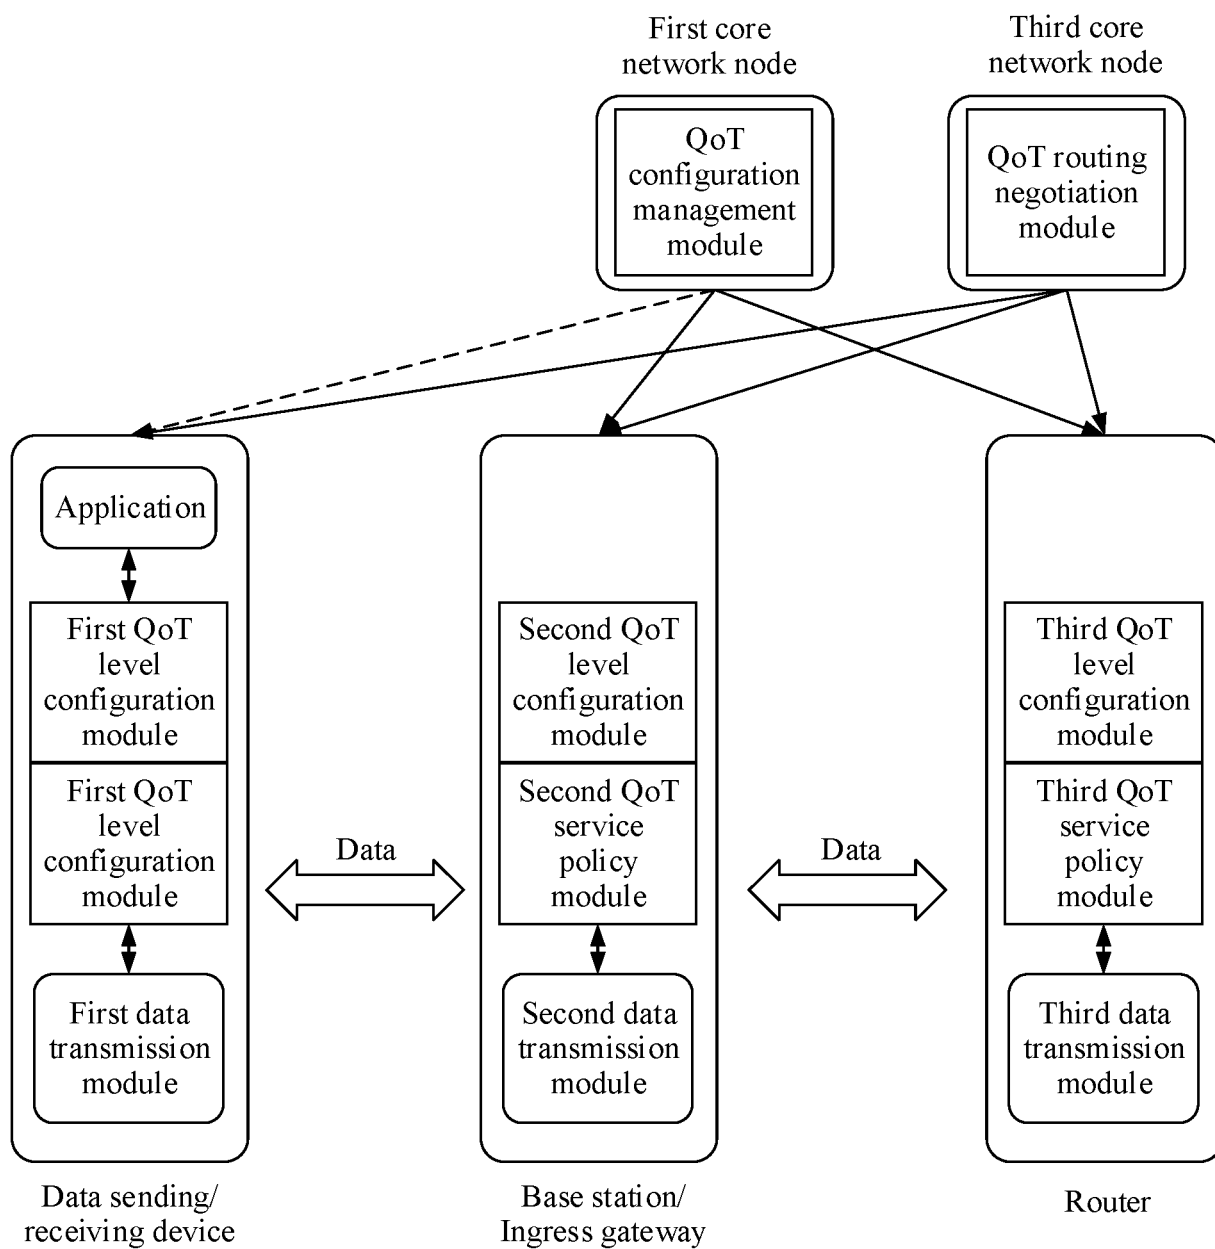 First core
network node
Third core
network node
QoT
configuration
management
module
QoT routing
negotiation
module
Application
First QoT
level
configuration
module
First QoT
level
configuration
module
First data
transmission
module
Data sending/
receiving device
Data
Second QoT
level
configuration
module
Second QoT
service
policy
module
Second data
transmission
module
Base station/
Ingress gateway
Data
Third QoT
level
configuration
module
Third QoT
service
policy
module
Third data
transmission
module
Router